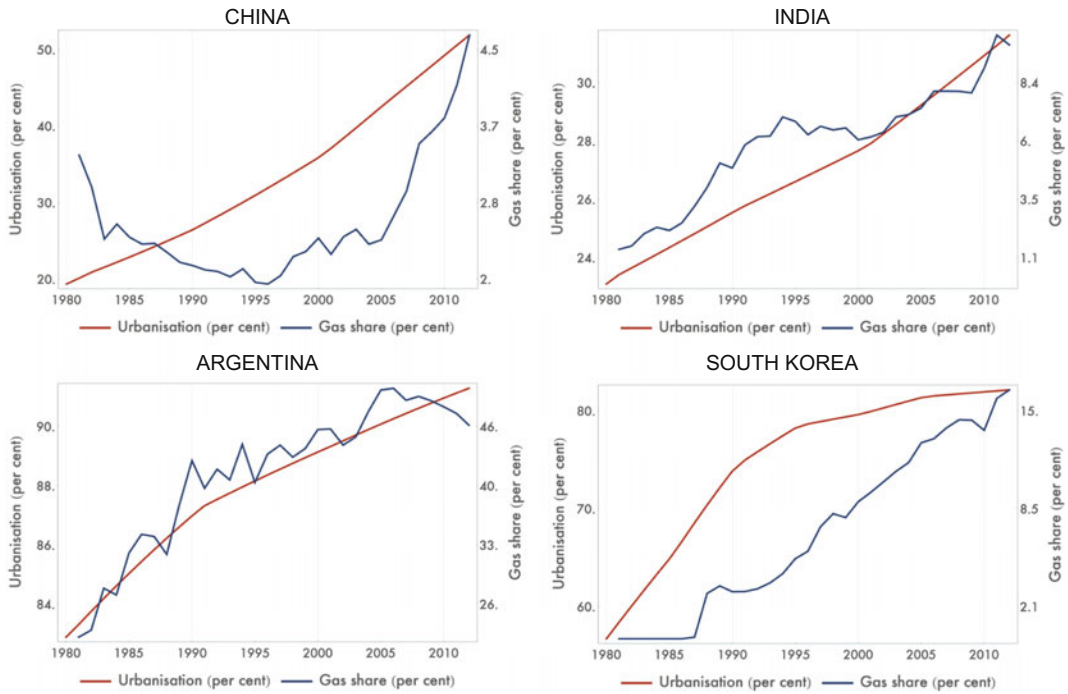 CHINA
Urbanisation (per cent)
50.
40.
30.
20.
4.5
3.7
2.8
2.
Gas share (per cent)
1980 1985 1990 1995 2000 2005 2010
Urbanisation (per cent) Gas share (per cent)
INDIA
Urbanisation (per cent)
30.
28.
26.
24.
8.4
6.
3.5
1.1
Gas share (per cent)
1980 1985 1990 1995 2000 2005 2010
Urbanisation (per cent) Gas share (per cent)
ARGENTINA
Urbanisation (per cent)
90.
88.
86.
84.
46.
40.
33.
26.
Gas share (per cent)
1980 1985 1990 1995 2000 2005 2010
Urbanisation (per cent) Gas share (per cent)
SOUTH KOREA
Urbanisation (per cent)
80.
70.
60.
15.
8.5
2.1
Gas share (per cent)
1980 1985 1990 1995 2000 2005 2010
Urbanisation (per cent) Gas share (per cent)